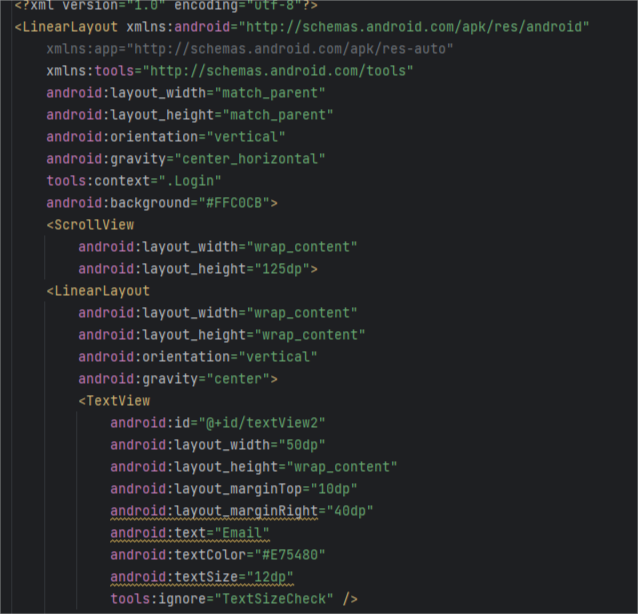 <?xml version="1.0" encoding="utf-8"?>
<LinearLayout xmlns:android="http://schemas.android.com/apk/res/android"
xmlns:app="http://schemas.android.com/apk/res-auto"
xmlns:tools="http://schemas.android.com/tools"
android:layout_width="match_parent"
android:layout_height="match_parent"
android:orientation="vertical"
android:gravity="center_horizontal"
tools:context=".Login"
android:background="#FFC0CB">
<ScrollView
android:layout_width="wrap_content"
android:layout_height="125dp">
<LinearLayout
android:layout_width="wrap_content"
android:layout_height="wrap_content"
android:orientation="vertical"
android:gravity="center">
<TextView
android:id="@+id/textView2"
android:layout_width="50dp"
android:layout_height="wrap_content"
android:layout_marginTop="10dp"
android:layout_marginRight="40dp"
android:text="Email"
android:textColor="#E75480"
android:textSize="12dp"
tools:ignore="TextSizeCheck" />